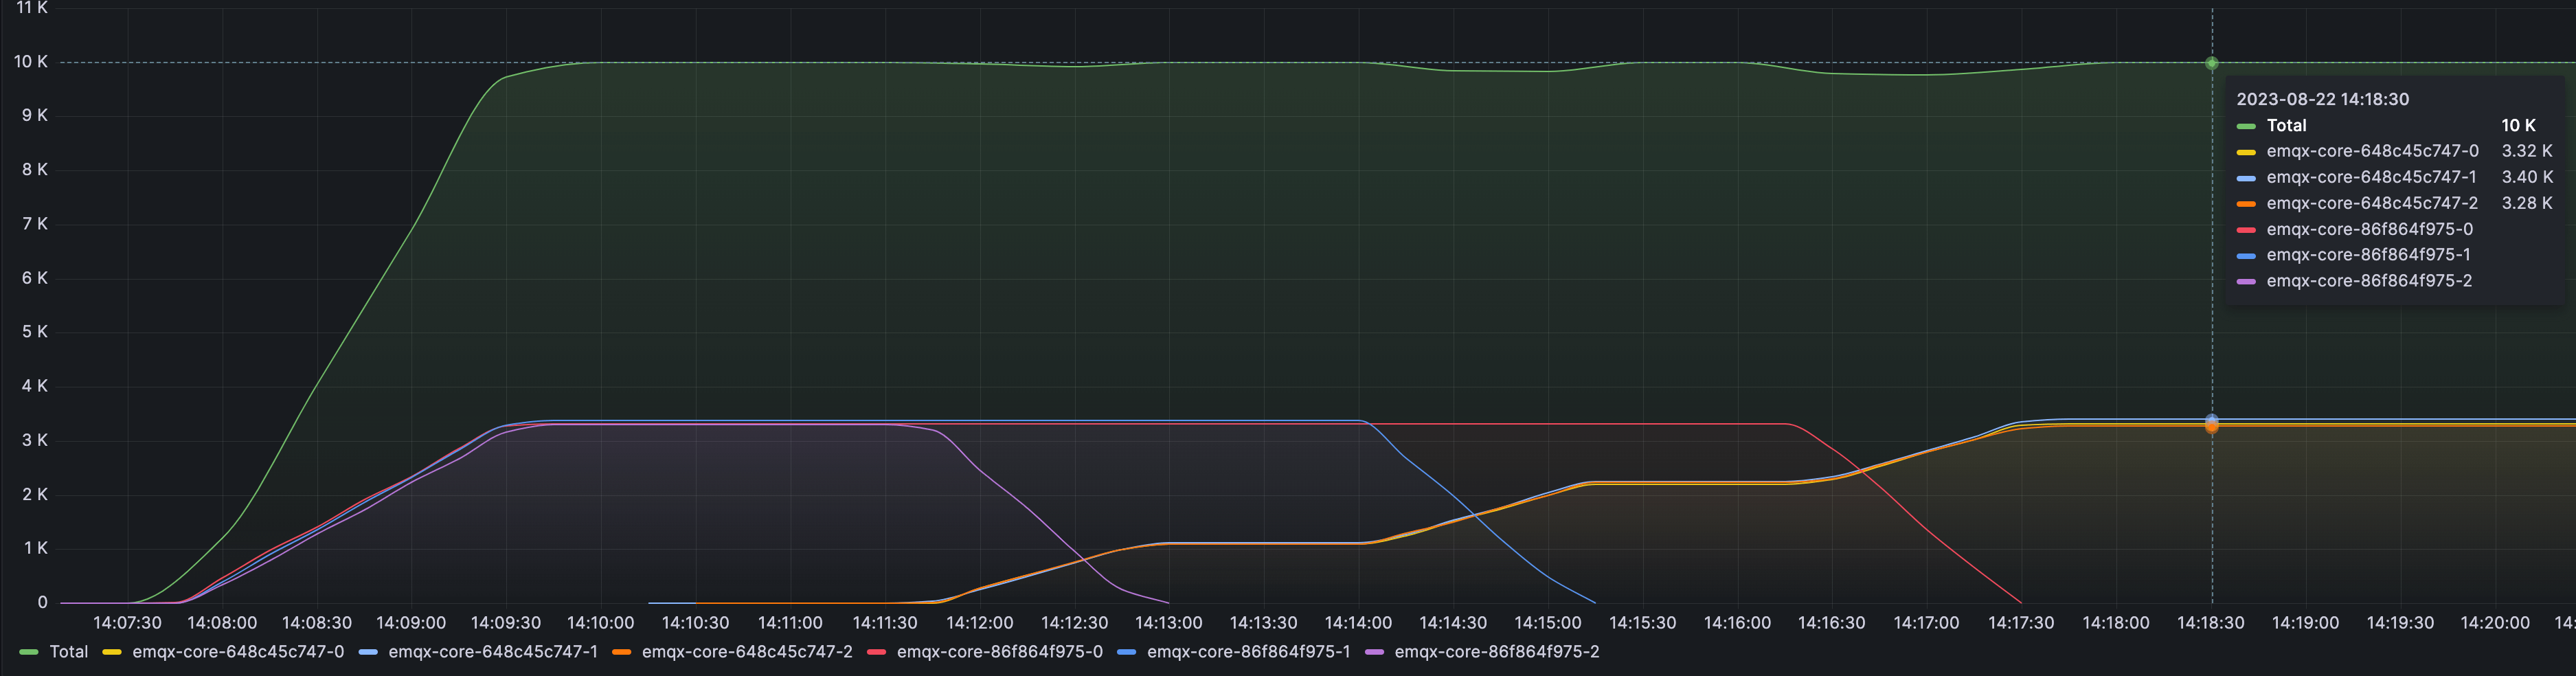 11 K
10 K
9 K
8 K
7 K
6 K
5 K
4 K
3 K
2 K
1 K
0
2023-08-22 14:18:30
Total 10 K
emqx-core-648c45c747-0 3.32 K
emqx-core-648c45c747-1 3.40 K
emqx-core-648c45c747-2 3.28 K
emqx-core-86f864f975-0
emqx-core-86f864f975-1
emqx-core-86f864f975-2
14:07:30 14:08:00 14:08:30 14:09:00 14:09:30 14:10:00 14:10:30 14:11:00 14:11:30 14:12:00 14:12:30 14:13:00 14:13:30 14:14:00 14:14:30 14:15:00 14:15:30 14:16:00 14:16:30 14:17:00 14:17:30 14:18:00 14:18:30 14:19:00 14:19:30 14:20:00 14:
Total emqx-core-648c45c747-0 emqx-core-648c45c747-1 emqx-core-648c45c747-2 emqx-core-86f864f975-0 emqx-core-86f864f975-1 emqx-core-86f864f975-2